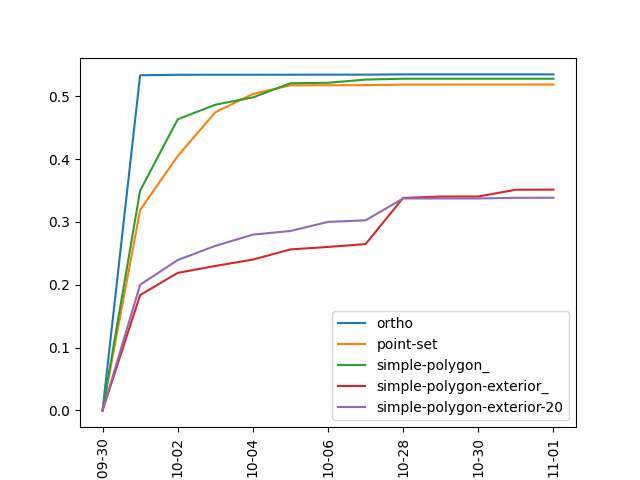 0.5
0.4
0.3
0.2
0.1
0.0
ortho
point-set
simple-polygon_
simple-polygon-exterior_
simple-polygon-exterior-20
09-30
10-02
10-04
10-06
10-28
10-30
11-01